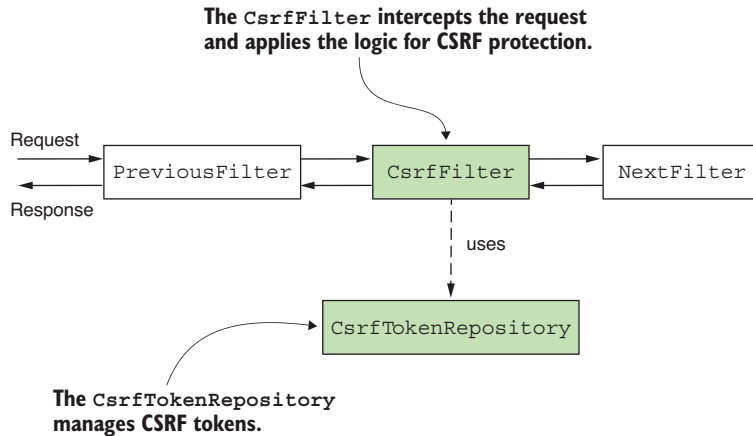 The CsrfFilter intercepts the request
and applies the logic for CSRF protection.
Request
PreviousFilter
CsrfFilter
NextFilter
Response
uses
CsrfTokenRepository
The CsrfTokenRepository
manages CSRF tokens.